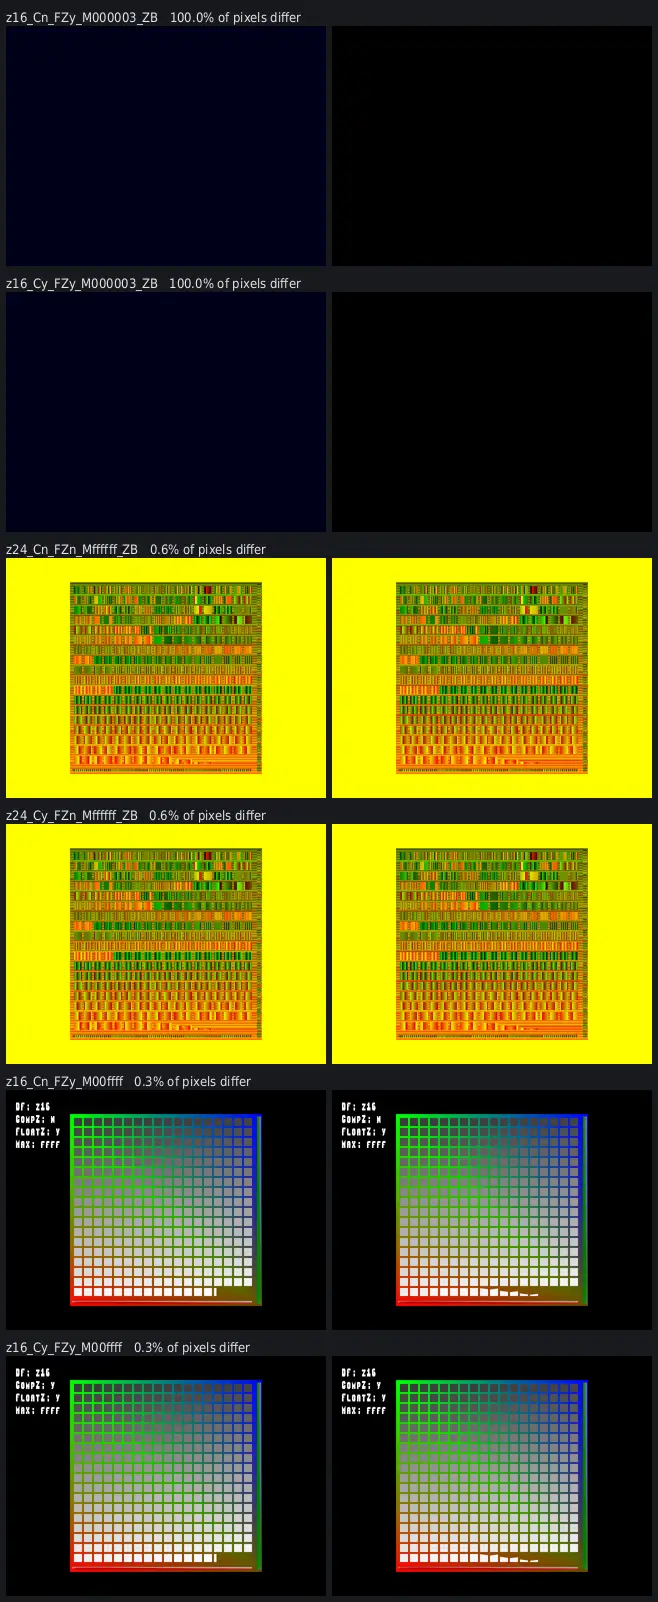 z16_Cn_FZy_M000003_ZB   100.0% of pixels differ
z16_Cy_FZy_M000003_ZB   100.0% of pixels differ
z24_Cn_FZn_Mffffff_ZB   0.6% of pixels differ
z24_Cy_FZn_Mffffff_ZB   0.6% of pixels differ
z16_Cn_FZy_M00ffff   0.3% of pixels differ
DF: z16
CompZ: N
FloatZ: Y
Max: FFFF
DF: z16
CompZ: N
FloatZ: Y
Max: FFFF
z16_Cy_FZy_M00ffff   0.3% of pixels differ
DF: z16
CompZ: Y
FloatZ: Y
Max: FFFF
DF: z16
CompZ: Y
FloatZ: Y
Max: FFFF